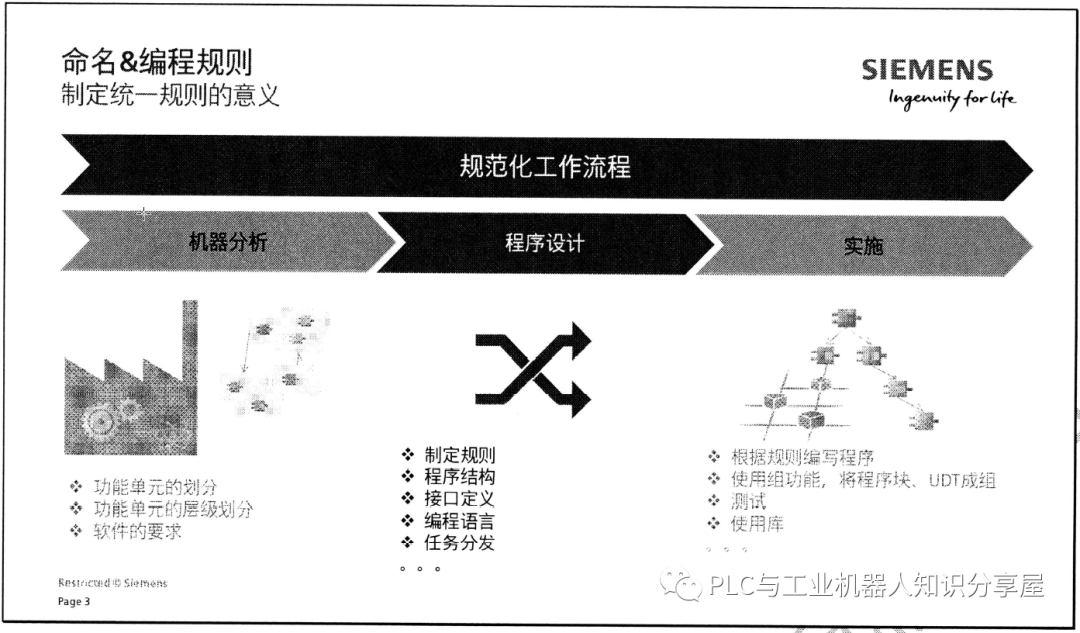 命名&编程规则
制定统一规则的意义
SIEMENS
Ingenuity for life
规范化工作流程
机器分析
程序设计
实施
❖ 功能单元的划分
❖ 功能单元的层级划分
❖ 软件的要求
❖ 制定规则
❖ 程序结构
❖ 接口定义
❖ 编程语言
❖ 任务分发
。。。
❖ 根据规则编写程序
❖ 使用组功能，将程序块、UDT成组
❖ 测试
❖ 使用库
。。。
Restricted © Siemens
Page 3
PLC与工业机器人知识分享屋